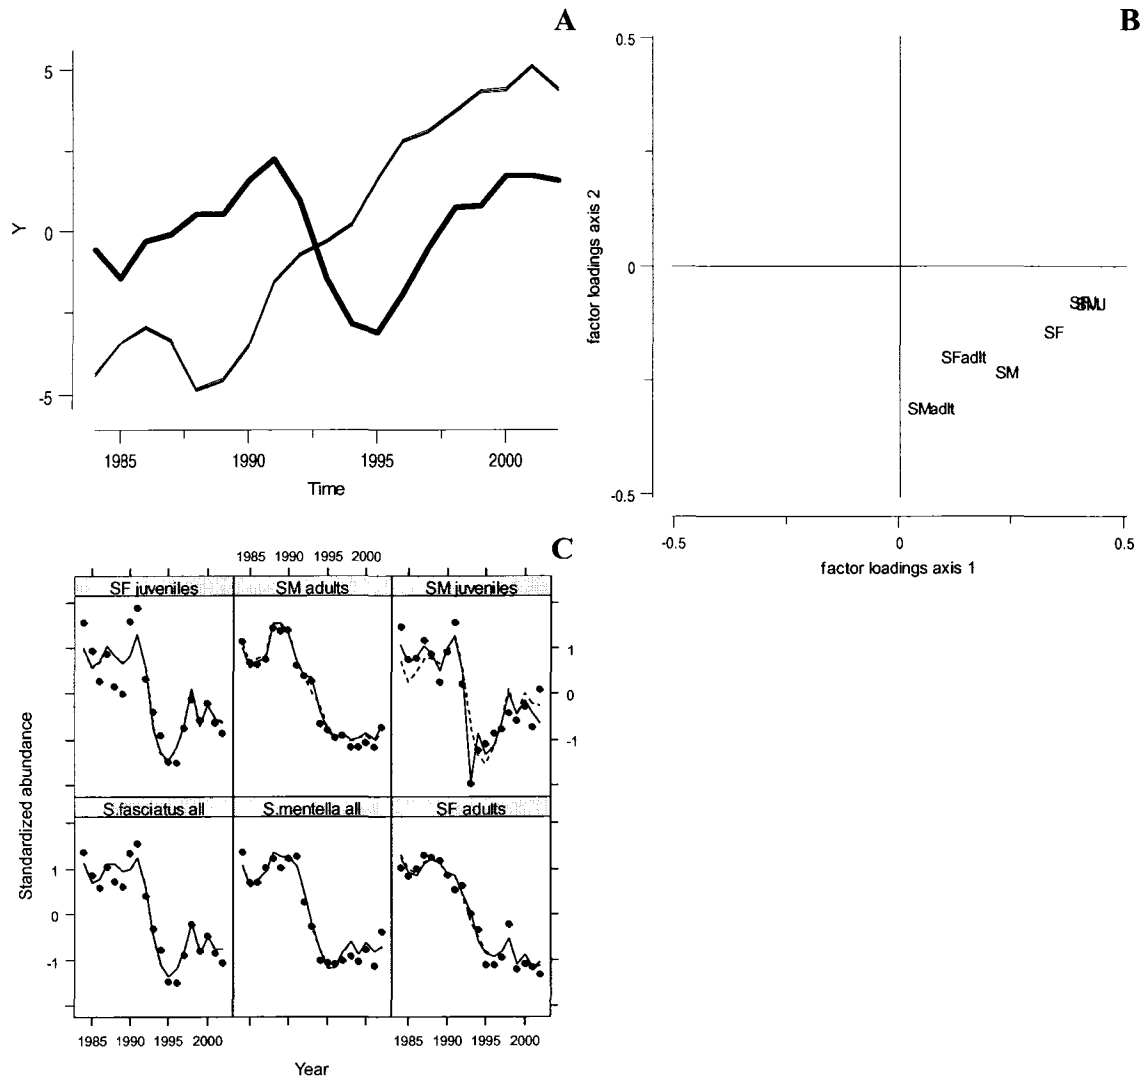 A
5
0
-5
Y
1985 1990 1995 2000
Time
B
0.5
0
-0.5
factor loadings axis 2
SF
SFadlt
SM
SMadlt
-0.5 0 0.5
factor loadings axis 1
C
1985 1990 1995 2000
SF juveniles SM adults SM juveniles
1
0
-1
S.fasciatus all S.mentella all SF adults
1
0
-1
Standardized abundance
1985 1990 1995 2000 1985 1990 1995 2000
Year